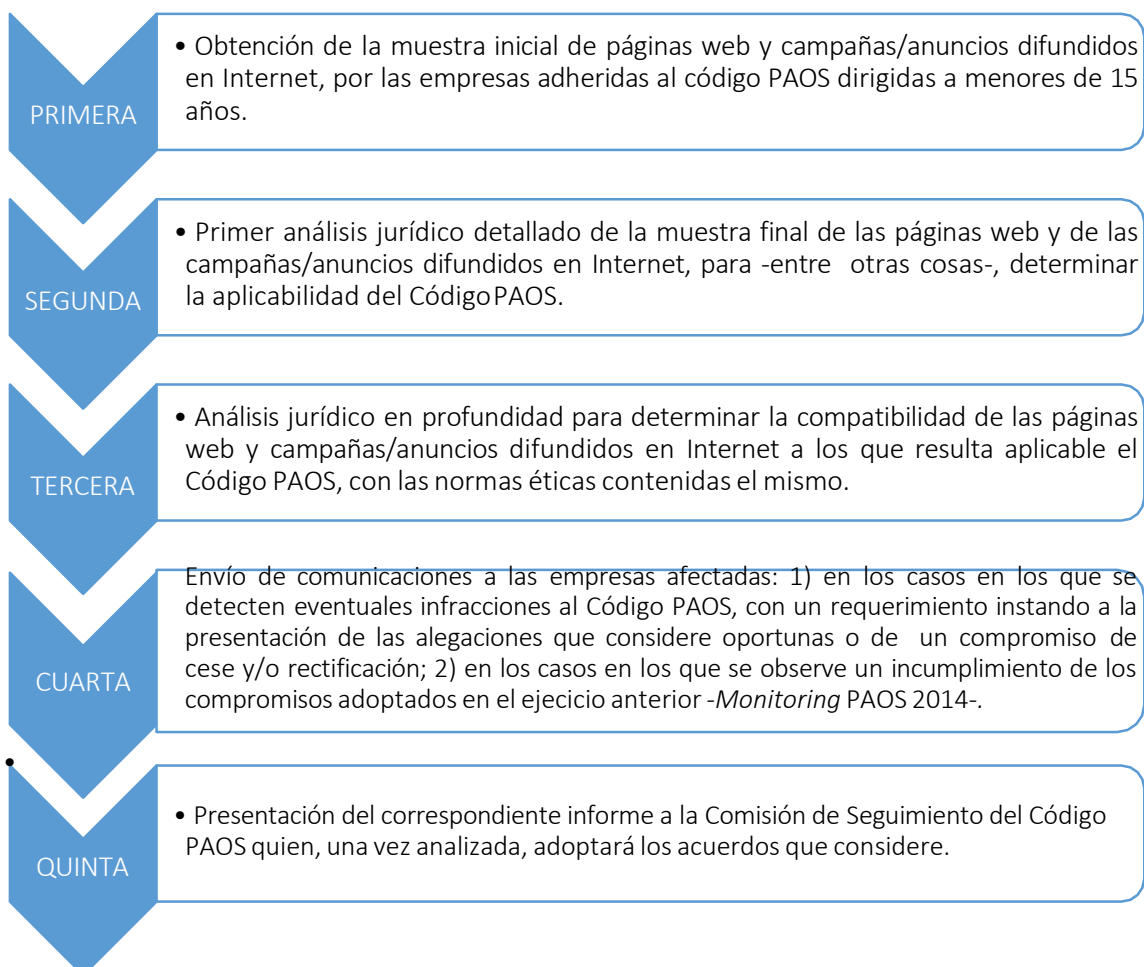 PRIMERA
• Obtención de la muestra inicial de páginas web y campañas/anuncios difundidos
en Internet, por las empresas adheridas al código PAOS dirigidas a menores de 15
años.
SEGUNDA
• Primer análisis jurídico detallado de la muestra final de las páginas web y de las
campañas/anuncios difundidos en Internet, para -entre otras cosas-, determinar
la aplicabilidad del CódigoPAOS.
TERCERA
• Análisis jurídico en profundidad para determinar la compatibilidad de las páginas
web y campañas/anuncios difundidos en Internet a los que resulta aplicable el
Código PAOS, con las normas éticas contenidas el mismo.
CUARTA
Envío de comunicaciones a las empresas afectadas: 1) en los casos en los que se
detecten eventuales infracciones al Código PAOS, con un requerimiento instando a la
presentación de las alegaciones que considere oportunas o de un compromiso de
cese y/o rectificación; 2) en los casos en los que se observe un incumplimiento de los
compromisos adoptados en el ejecicio anterior -Monitoring PAOS 2014-.
•
QUINTA
• Presentación del correspondiente informe a la Comisión de Seguimiento del Código
PAOS quien, una vez analizada, adoptará los acuerdos que considere.